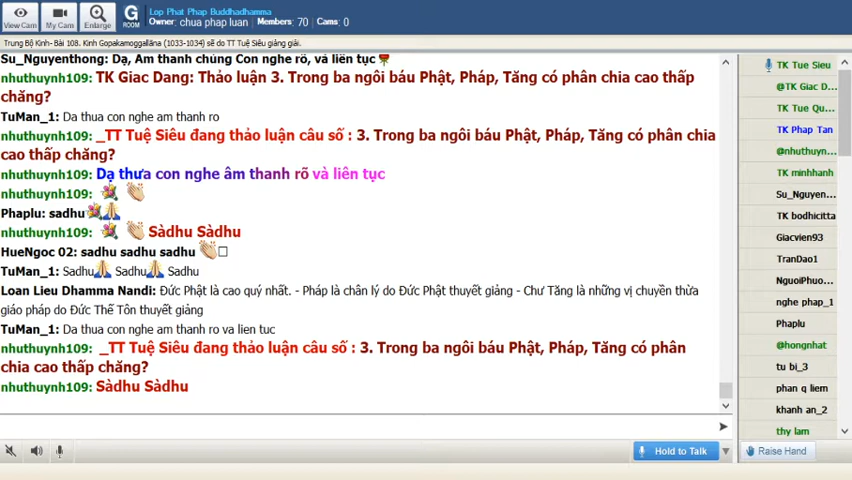 View Cam
My Cam
Enlarge
G
ROOM
Lop Phat Phap Buddhadhamma
Owner: chua phap luan Members: 70 Cams: 0
Trung Bộ Kinh- Bài 108. Kinh Gopakamoggallāna (1033-1034) sẽ do TT Tuệ Siêu giảng giải.
Su_Nguyenthong: Dạ, Âm thanh chúng Con nghe rõ, và liên tục
nhuthuynh109: TK Giac Dang: Thảo luận 3. Trong ba ngôi báu Phật, Pháp, Tăng có phân chia cao thấp
chăng?
TuMan_1: Da thua con nghe am thanh ro
nhuthuynh109: _TT Tuệ Siêu đang thảo luận câu số : 3. Trong ba ngôi báu Phật, Pháp, Tăng có phân chia
cao thấp chăng?
nhuthuynh109: Dạ thưa con nghe âm thanh rõ và liên tục
nhuthuynh109:
Phaplu: sadhu
nhuthuynh109: Sàdhu Sàdhu
HueNgoc 02: sadhu sadhu sadhu
TuMan_1: Sadhu Sadhu Sadhu
Loan Lieu Dhamma Nandi: Đức Phật là cao quý nhất. - Pháp là chân lý do Đức Phật thuyết giảng - Chư Tăng là những vị chuyền thừa
giáo pháp do Đức Thế Tôn thuyết giảng
TuMan_1: Da thua con nghe am thanh ro va lien tuc
nhuthuynh109: _TT Tuệ Siêu đang thảo luận câu số : 3. Trong ba ngôi báu Phật, Pháp, Tăng có phân
chia cao thấp chăng?
nhuthuynh109: Sàdhu Sàdhu
TK Tue Sieu
@TK Giac D...
TK Tue Qu...
TK Phap Tan
@nhuthuyn...
TK minhhanh
Su_Nguyen...
TK bodhicitta
Giacvien93
TranDao1
NguoiPhuo...
nghe phap_1
Phaplu
@hongnhat
tu bi_3
phan q liem
khanh an_2
thy lam
Hold to Talk
Raise Hand